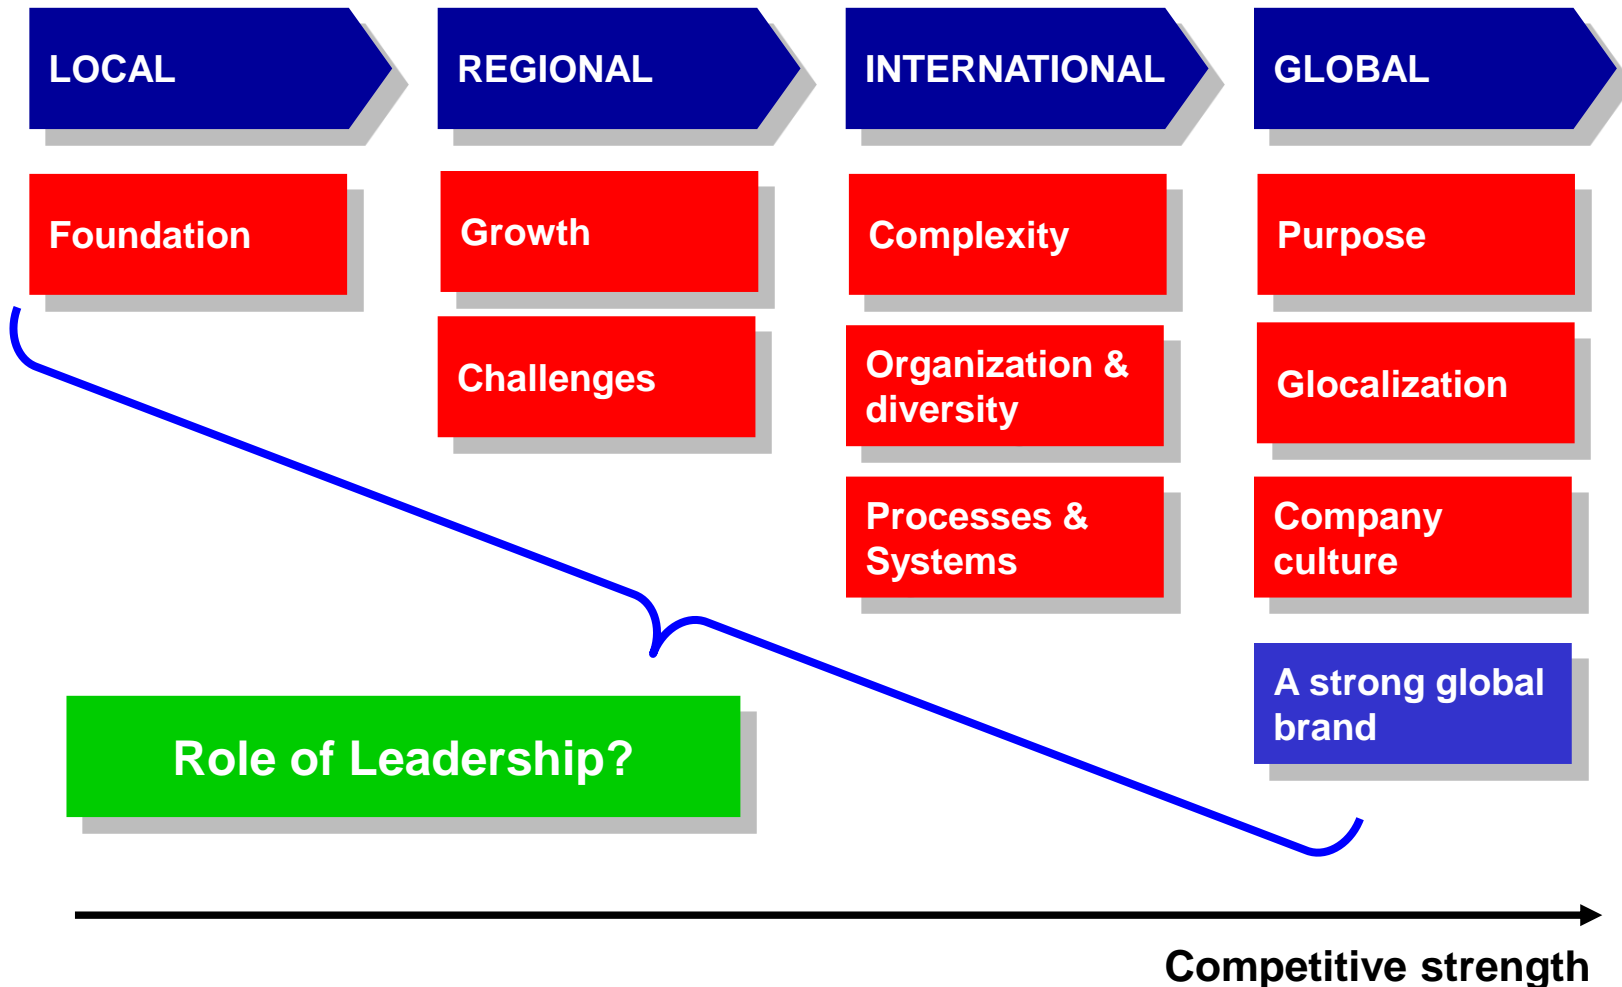 LOCAL
REGIONAL
INTERNATIONAL
GLOBAL
Foundation
Growth
Complexity
Purpose
Challenges
Organization &
diversity
Glocalization
Processes &
Systems
Company
culture
A strong global
brand
Role of Leadership?
Competitive strength